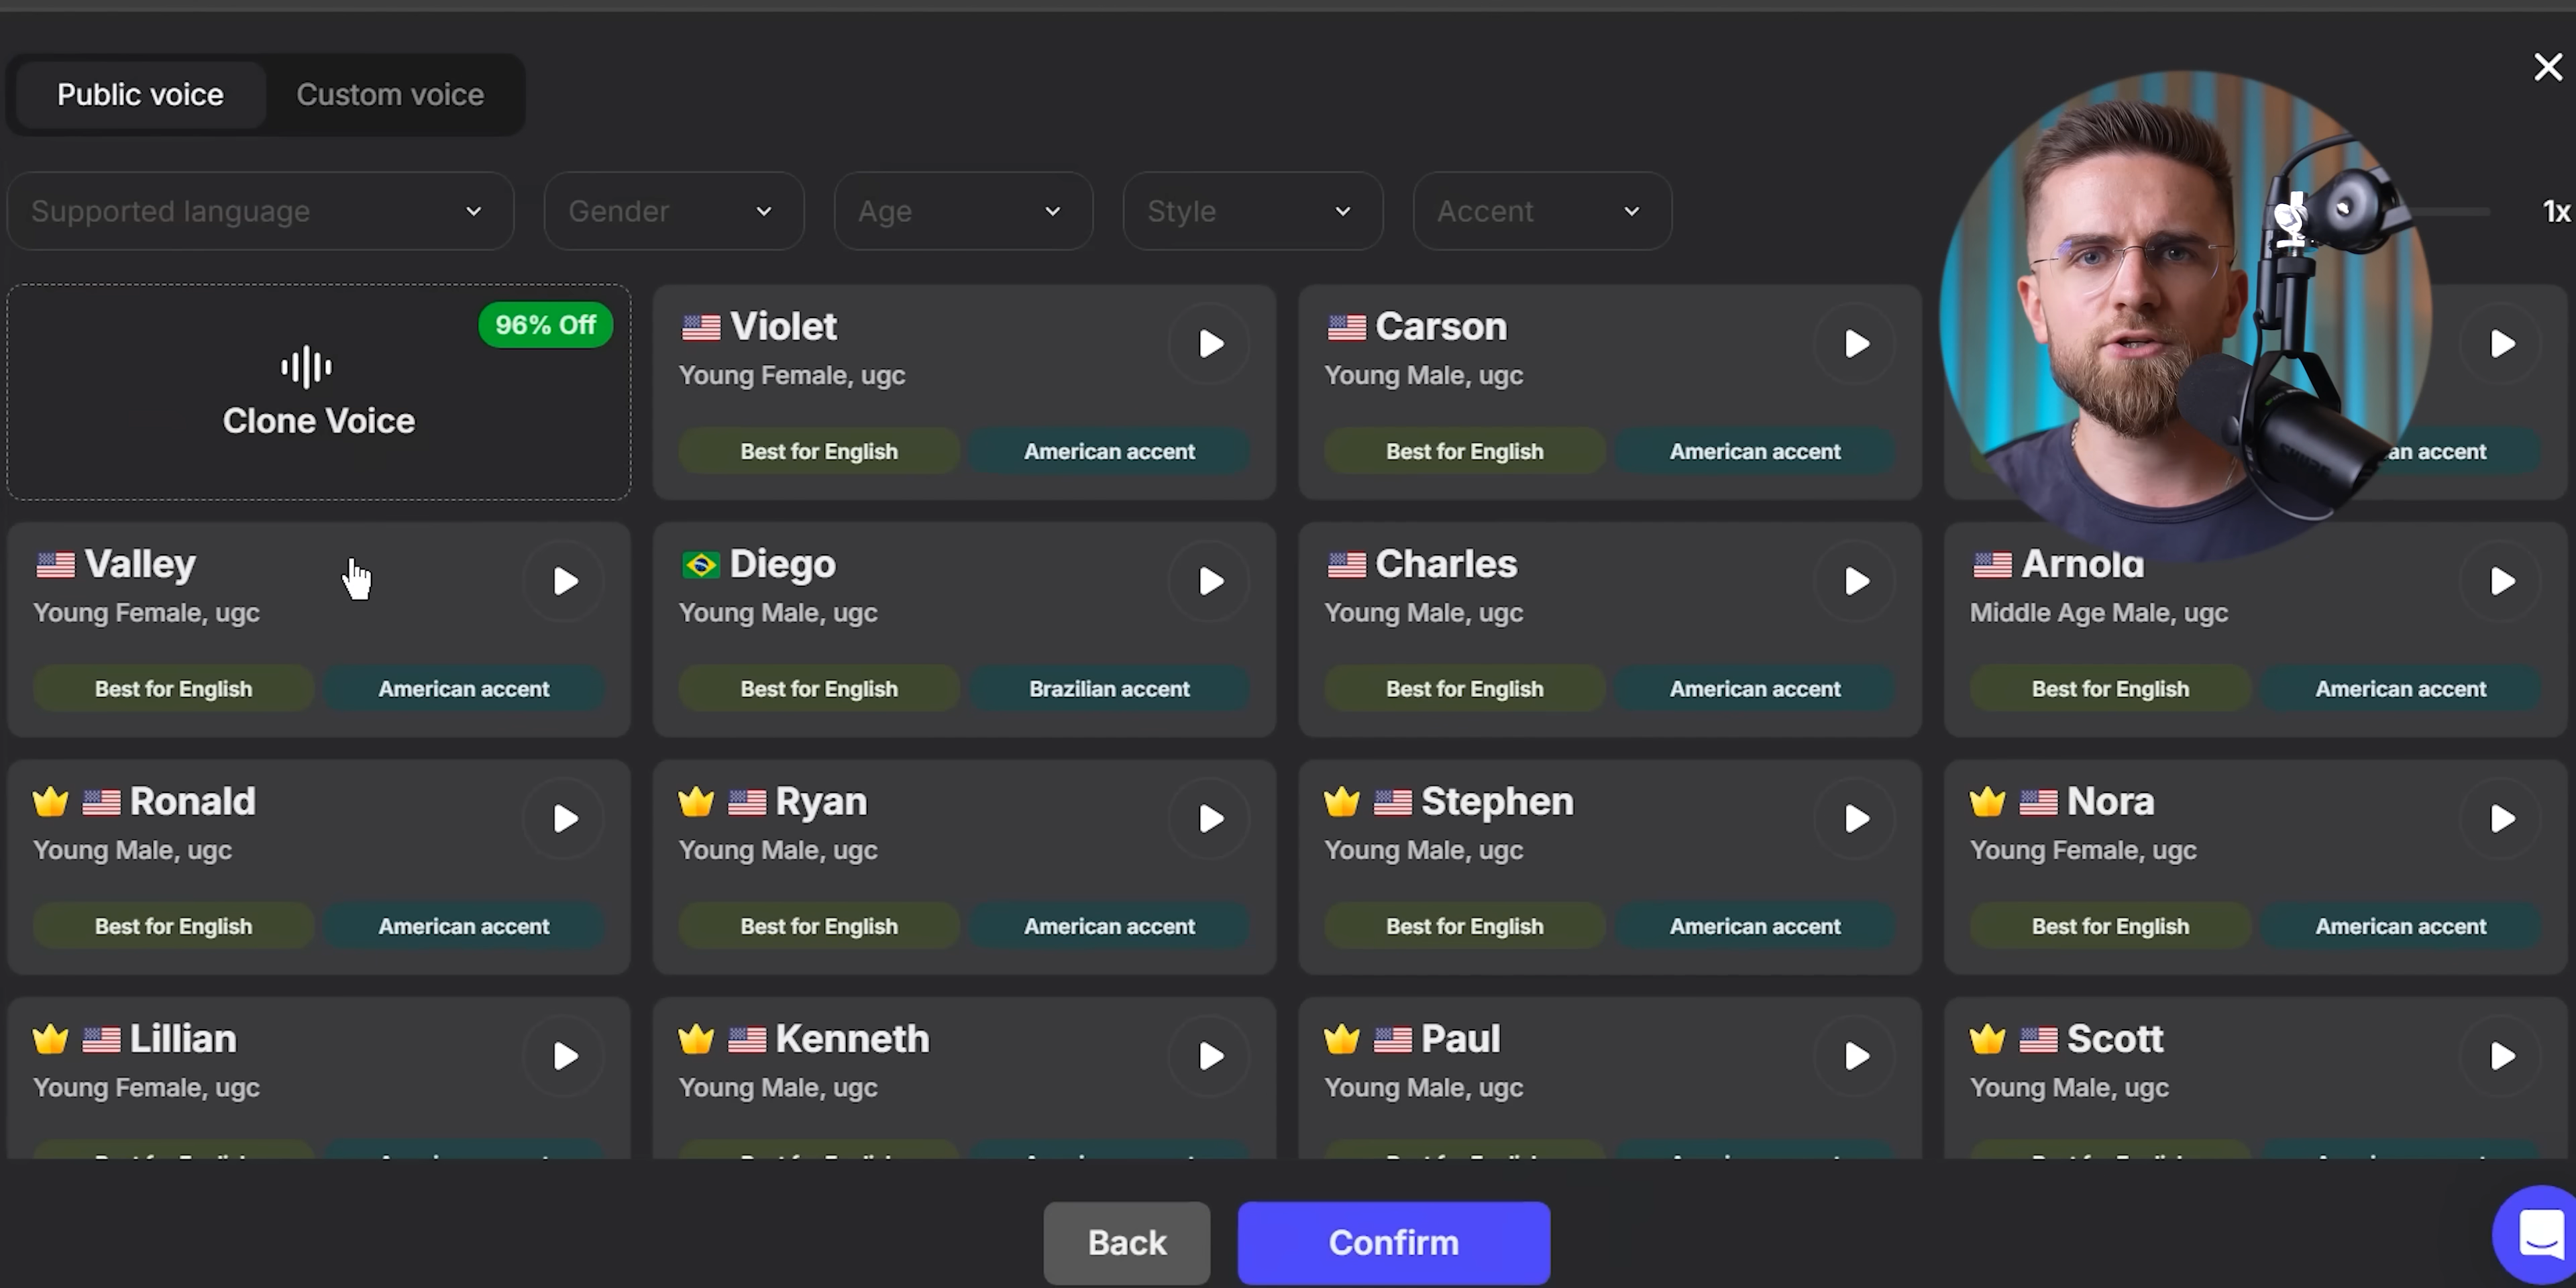 Public voice
Custom voice
Supported language
Gender
Age
Style
Accent
1x
96% Off
Clone Voice
Violet
Young Female, ugc
Best for English
American accent
Carson
Young Male, ugc
Best for English
American accent
an accent
Valley
Young Female, ugc
Best for English
American accent
Diego
Young Male, ugc
Best for English
Brazilian accent
Charles
Young Male, ugc
Best for English
American accent
Arnold
Middle Age Male, ugc
Best for English
American accent
Ronald
Young Male, ugc
Best for English
American accent
Ryan
Young Male, ugc
Best for English
American accent
Stephen
Young Male, ugc
Best for English
American accent
Nora
Young Female, ugc
Best for English
American accent
Lillian
Young Female, ugc
Kenneth
Young Male, ugc
Paul
Young Male, ugc
Scott
Young Male, ugc
Back
Confirm